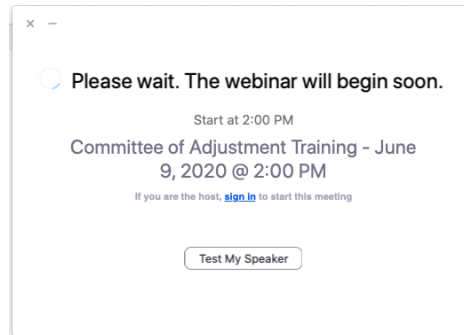 Please wait. The webinar will begin soon.
Start at 2:00 PM
Committee of Adjustment Training - June
9, 2020 @ 2:00 PM
If you are the host, sign in to start this meeting
Test My Speaker